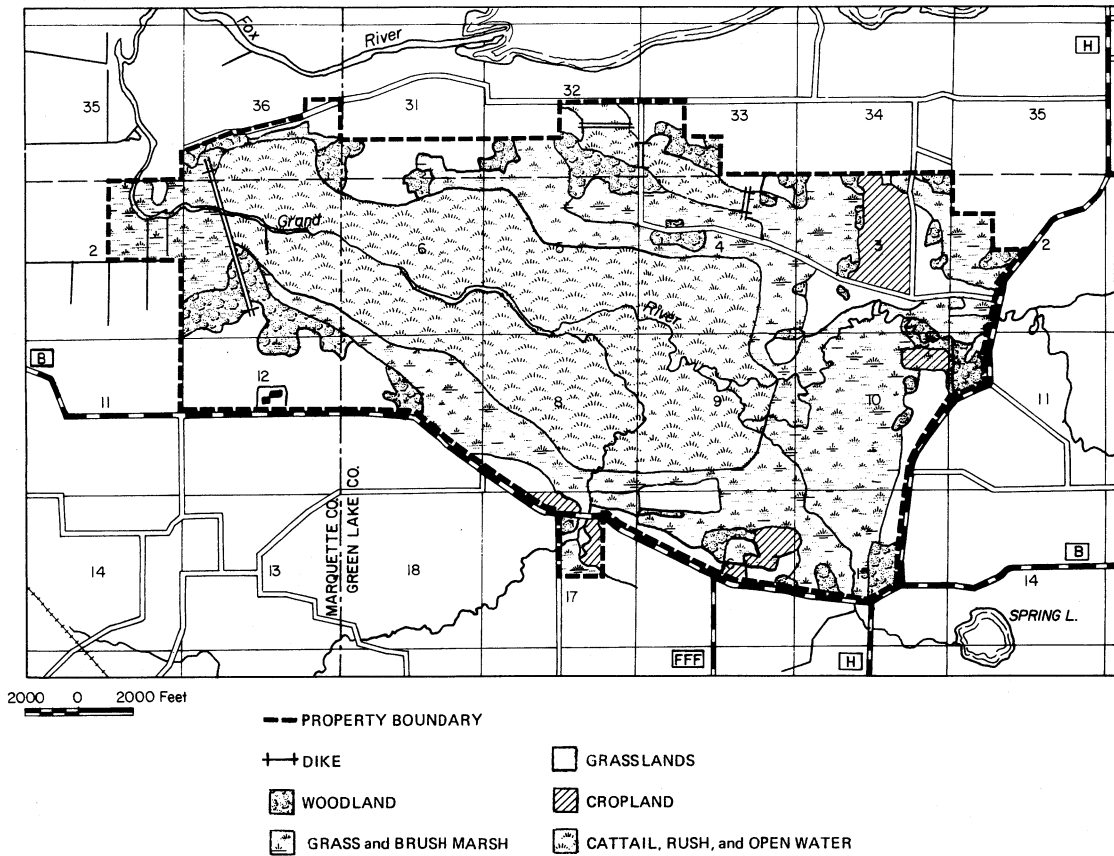 Fox
River
H
35
36
31
32
33
34
35
Grand
2
6
5
4
3
2
River
B
12
11
8
9
10
11
MARQUETTE CO.
GREEN LAKE CO.
14
13
18
17
15
14
B
SPRING L.
FFF
H
2000 0 2000 Feet
PROPERTY BOUNDARY
DIKE
GRASSLANDS
WOODLAND
CROPLAND
GRASS and BRUSH MARSH
CATTAIL, RUSH, and OPEN WATER